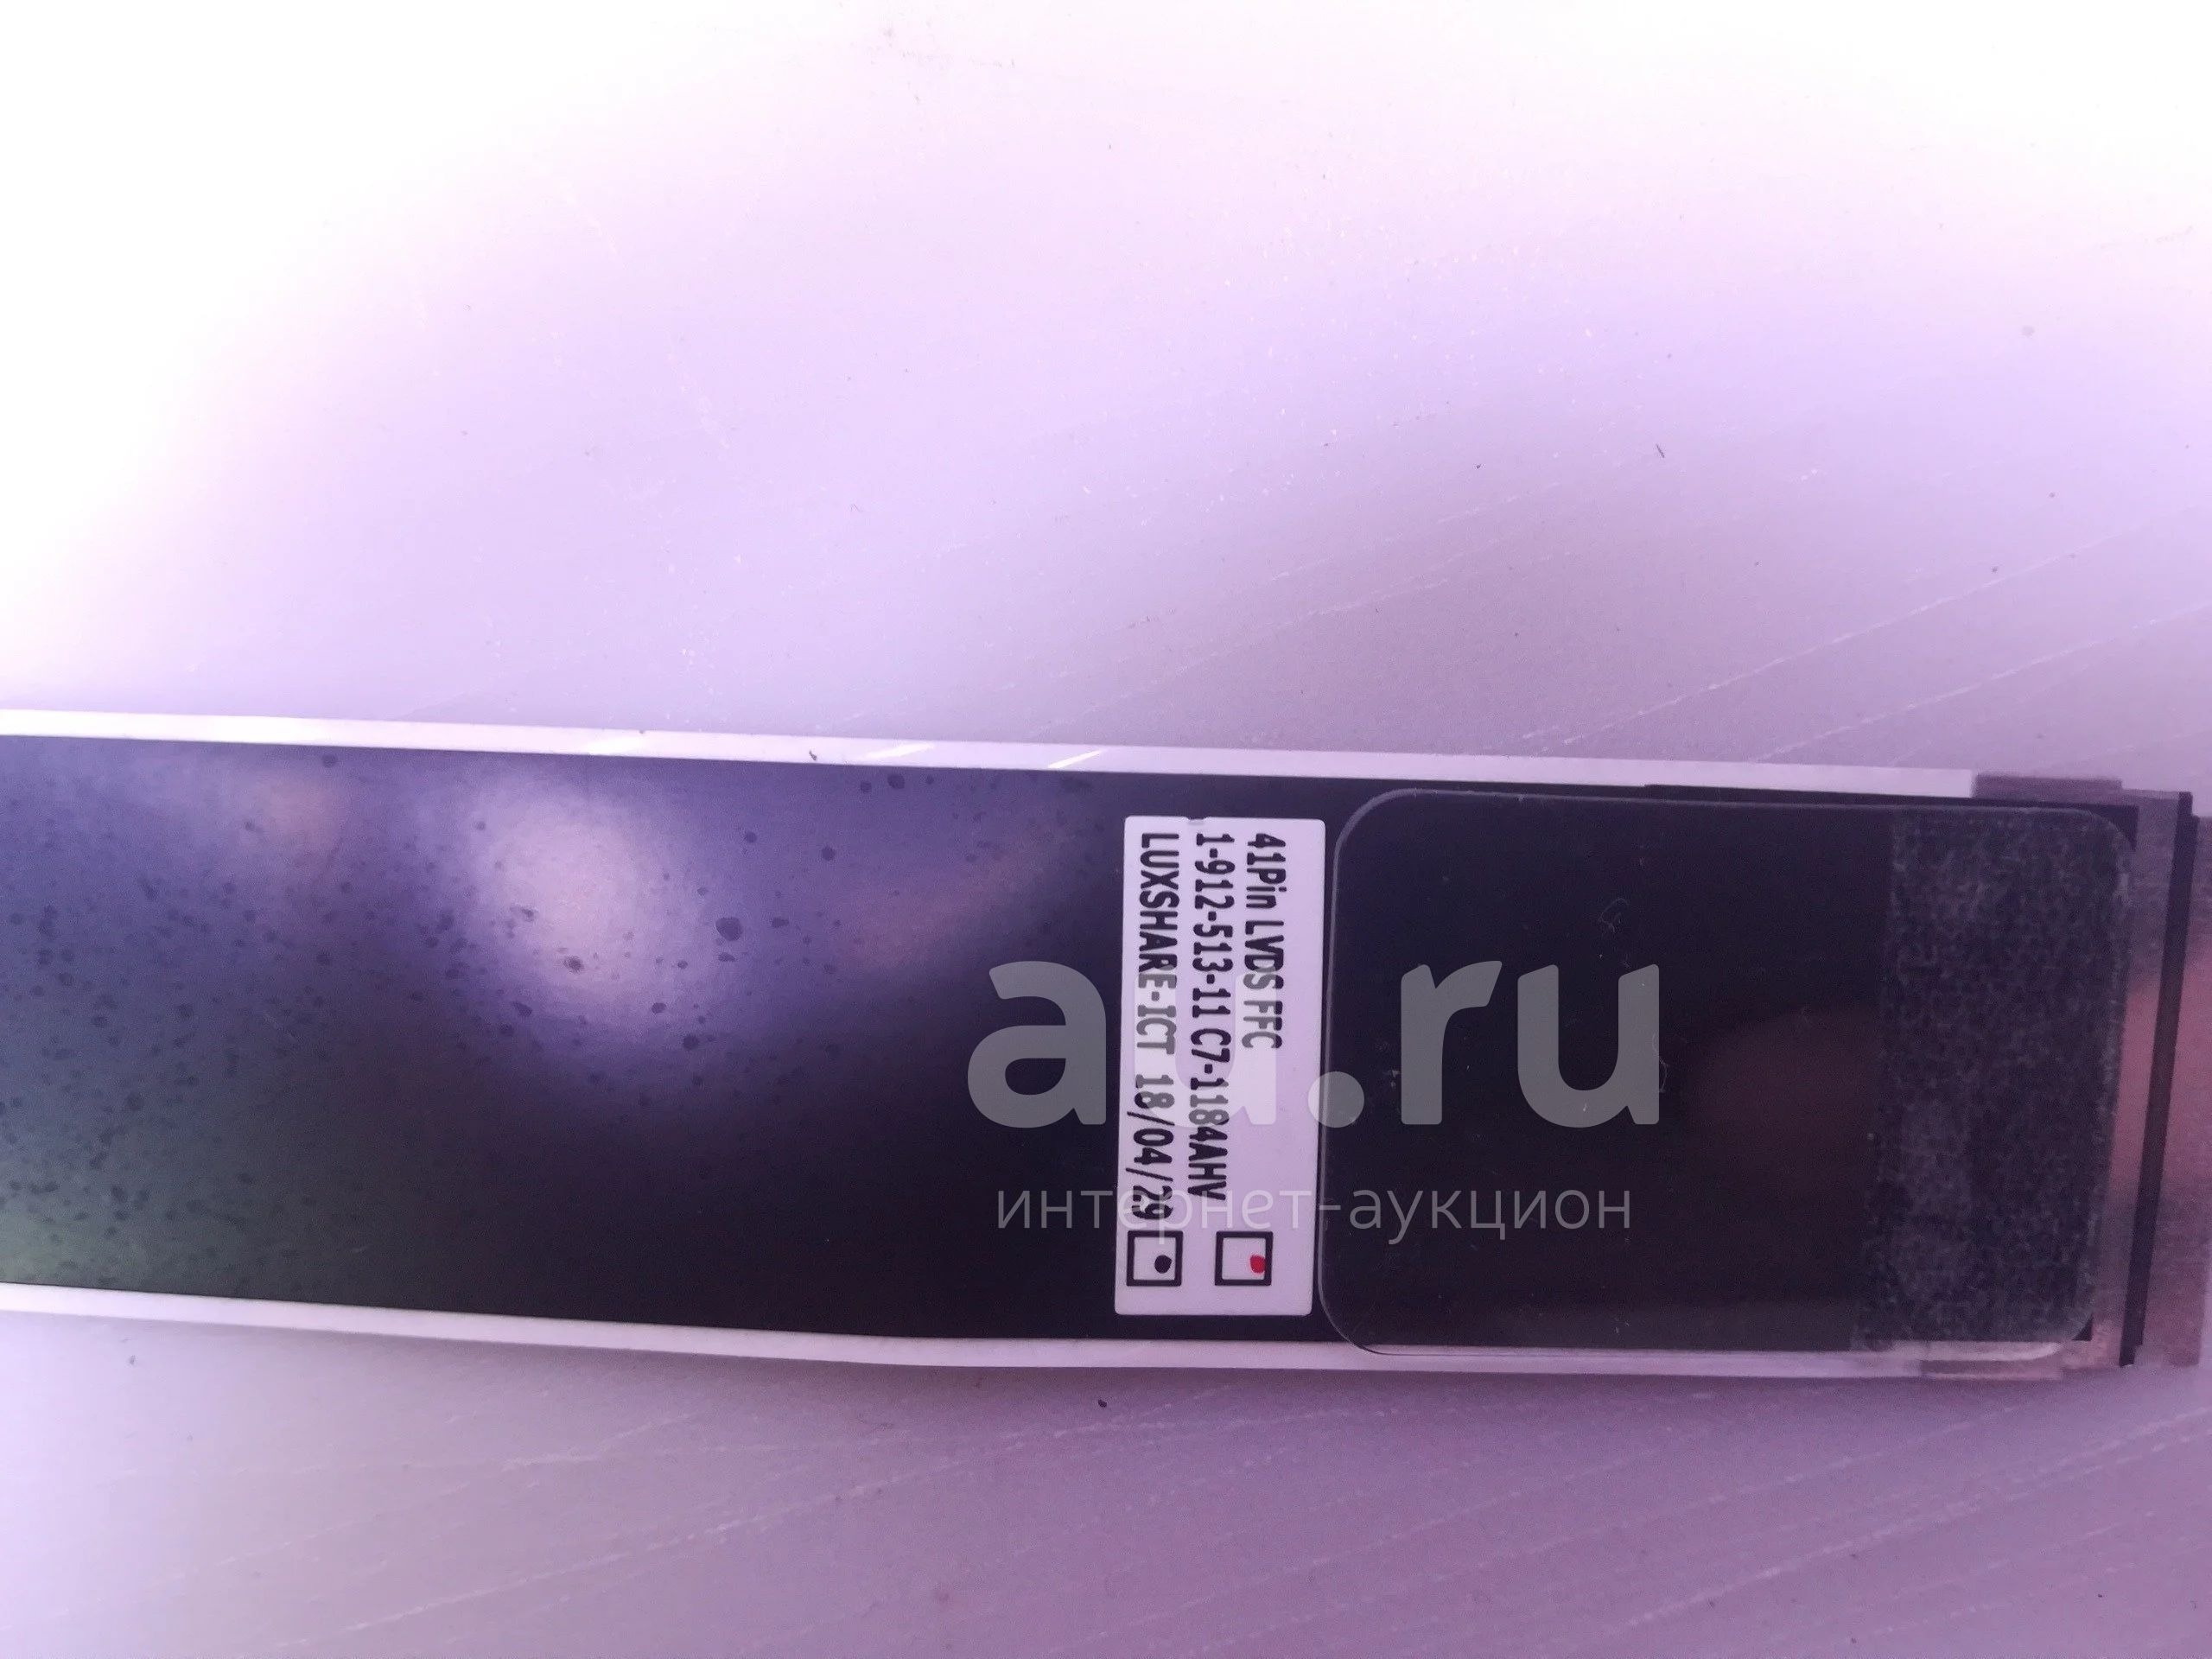 41Pin LVDS FFC
1-912-513-11 C7-1184AHV
LUXSHARE-ICT 18/04/29
au.ru
интернет-аукцион